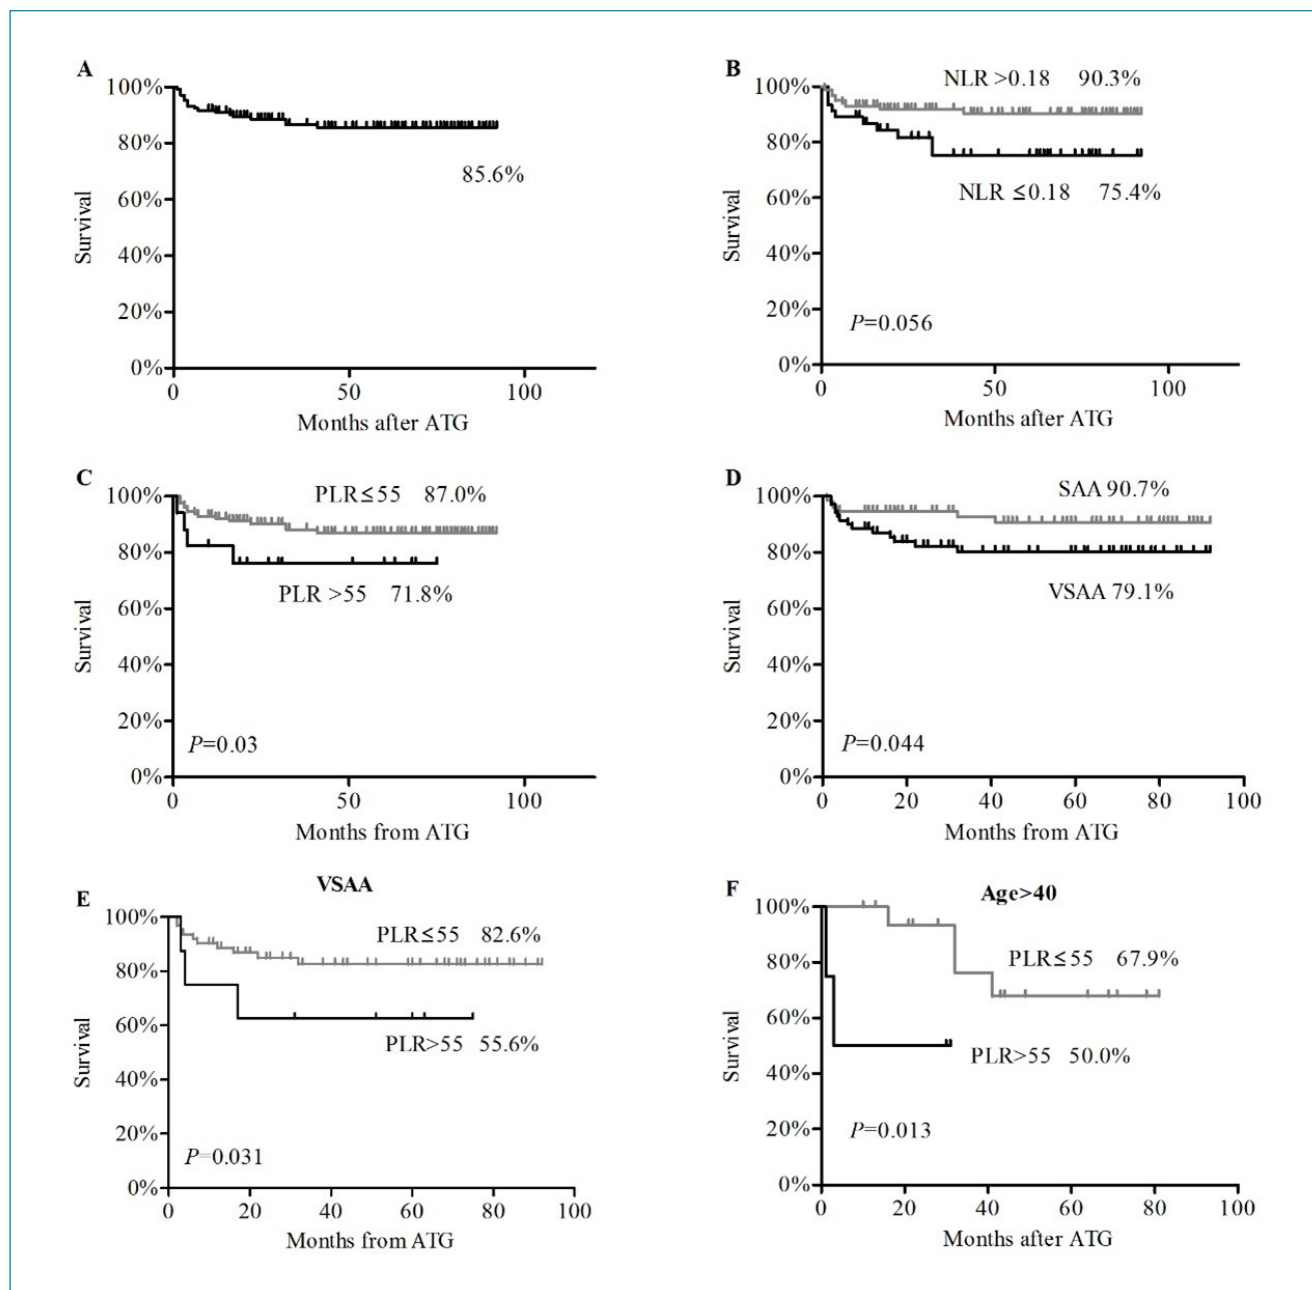 A
100%
80%
60%
40%
20%
0%
Survival
85.6%
0 50 100
Months after ATG
B
100%
80%
60%
40%
20%
0%
Survival
NLR >0.18 90.3%
NLR ≤0.18 75.4%
P=0.056
0 50 100
Months after ATG
C
100%
80%
60%
40%
20%
0%
Survival
PLR≤55 87.0%
PLR >55 71.8%
P=0.03
0 50 100
Months from ATG
D
100%
80%
60%
40%
20%
0%
Survival
SAA 90.7%
VSAA 79.1%
P=0.044
0 20 40 60 80 100
Months from ATG
E
VSAA
100%
80%
60%
40%
20%
0%
Survival
PLR≤55 82.6%
PLR>55 55.6%
P=0.031
0 20 40 60 80 100
Months from ATG
F
Age>40
100%
80%
60%
40%
20%
0%
Survival
PLR≤55 67.9%
PLR>55 50.0%
P=0.013
0 20 40 60 80 100
Months after ATG